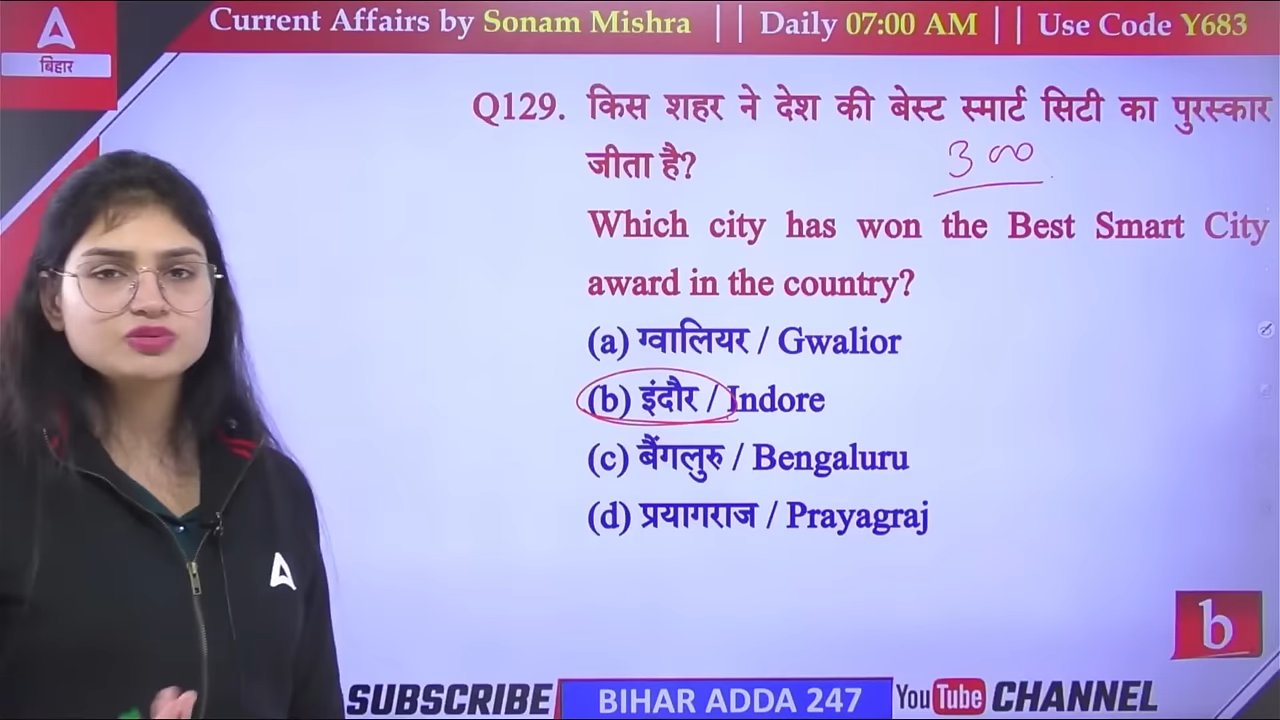 Current Affairs by Sonam Mishra || Daily 07:00 AM || Use Code Y683
बिहार
Q129. किस शहर ने देश की बेस्ट स्मार्ट सिटी का पुरस्कार
जीता है?
300
Which city has won the Best Smart City
award in the country?
(a) ग्वालियर / Gwalior
(b) इंदौर / Indore
(c) बैंगलुरु / Bengaluru
(d) प्रयागराज / Prayagraj
b
SUBSCRIBE BIHAR ADDA 247 YouTube CHANNEL